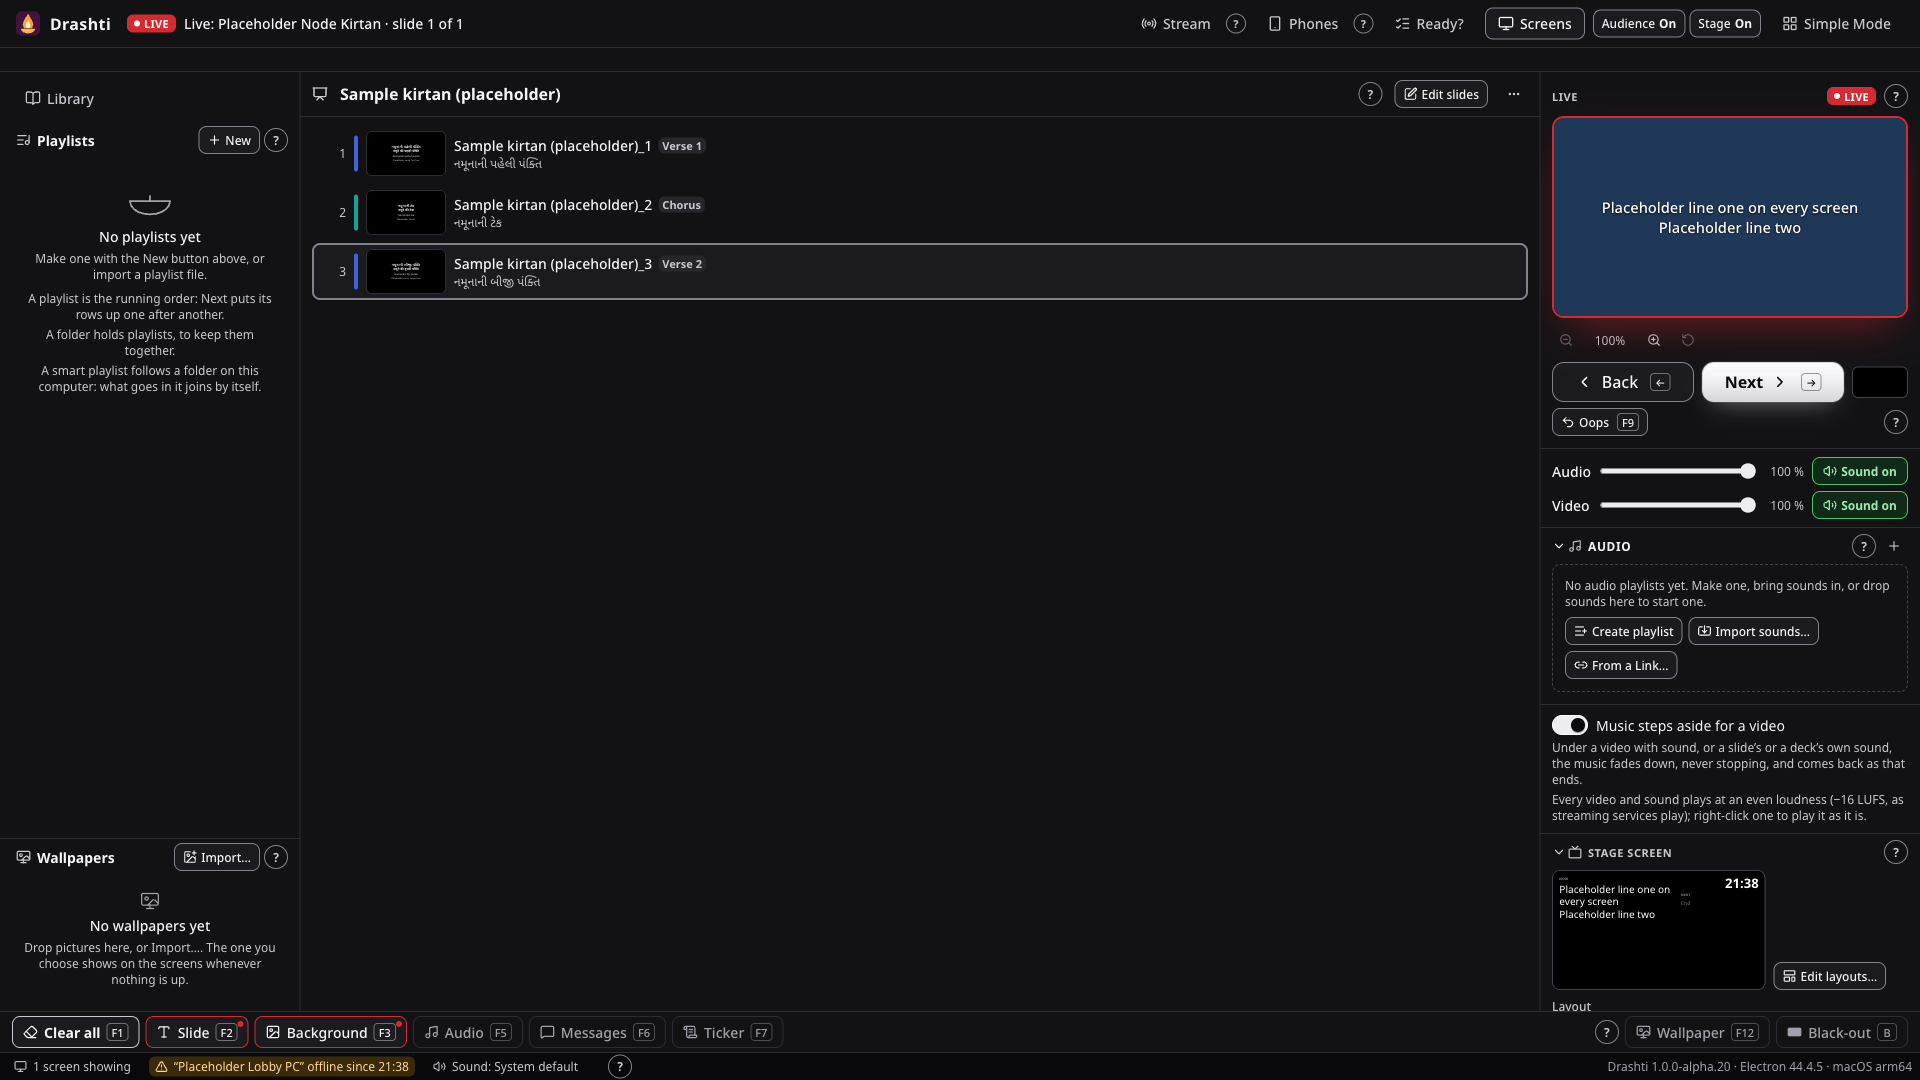 Drashti
LIVE
Live: Placeholder Node Kirtan · slide 1 of 1
Stream
?
Phones
?
Ready?
Screens
Audience On
Stage On
Simple Mode
Library
Playlists
New
?
No playlists yet
Make one with the New button above, or
import a playlist file.
A playlist is the running order: Next puts its
rows up one after another.
A folder holds playlists, to keep them
together.
A smart playlist follows a folder on this
computer: what goes in it joins by itself.
Wallpapers
Import...
?
No wallpapers yet
Drop pictures here, or Import.... The one you
choose shows on the screens whenever
nothing is up.
Sample kirtan (placeholder)
?
Edit slides
1
Sample kirtan (placeholder)_1
Verse 1
નમૂનાની પહેલી પંક્તિ
2
Sample kirtan (placeholder)_2
Chorus
નમૂનાની ટેક
3
Sample kirtan (placeholder)_3
Verse 2
નમૂનાની બીજી પંક્તિ
LIVE
LIVE
?
Placeholder line one on every screen
Placeholder line two
100%
Back
Next
Oops
F9
?
Audio
100 %
Sound on
Video
100 %
Sound on
AUDIO
?
No audio playlists yet. Make one, bring sounds in, or drop
sounds here to start one.
Create playlist
Import sounds...
From a Link...
Music steps aside for a video
Under a video with sound, or a slide’s or a deck’s own sound,
the music fades down, never stopping, and comes back as that
ends.
Every video and sound plays at an even loudness (−16 LUFS, as
streaming services play); right-click one to play it as it is.
STAGE SCREEN
?
21:38
Placeholder line one on
every screen
Placeholder line two
End
Edit layouts...
Layout
Clear all F1
Slide F2
Background F3
Audio F5
Messages F6
Ticker F7
?
Wallpaper F12
Black-out B
1 screen showing
“Placeholder Lobby PC” offline since 21:38
Sound: System default
?
Drashti 1.0.0-alpha.20 · Electron 44.4.5 · macOS arm64